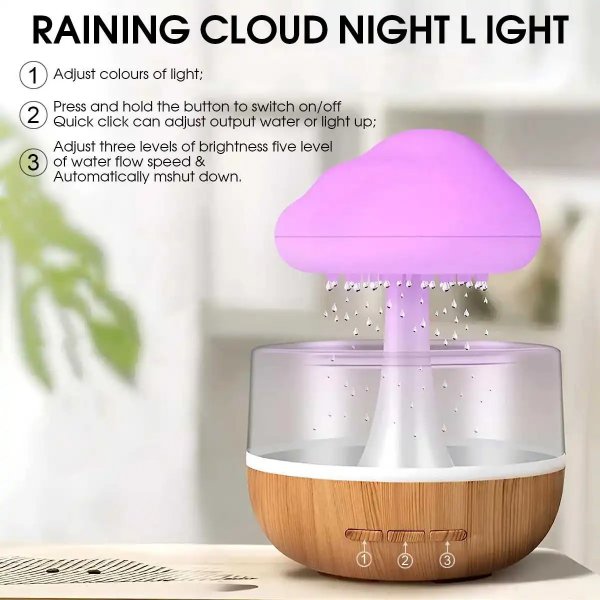 RAINING CLOUD NIGHT L IGHT
1 Adjust colours of light;
2 Press and hold the button to switch on/off
Quick click can adjust output water or light up;
3 Adjust three levels of brightness five level
of water flow speed &
Automatically mshut down.
1 2 3